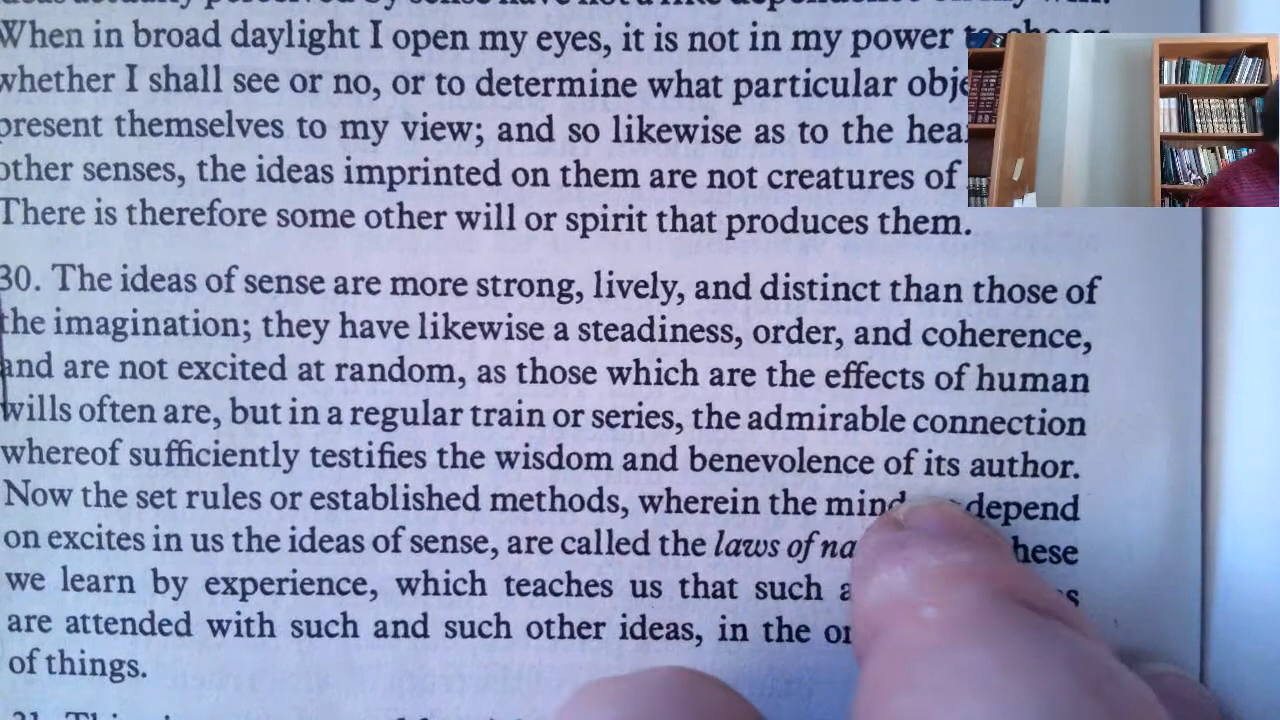 When in broad daylight I open my eyes, it is not in my power to choose
whether I shall see or no, or to determine what particular
present themselves to my view; and so likewise as to the
other senses, the ideas imprinted on them are not creatures of
There is therefore some other will or spirit that produces them.
30. The ideas of sense are more strong, lively, and distinct than those of
the imagination; they have likewise a steadiness, order, and coherence,
and are not excited at random, as those which are the effects of human
wills often are, but in a regular train or series, the admirable connection
whereof sufficiently testifies the wisdom and benevolence of its author.
Now the set rules or established methods, wherein the mind depend
on excites in us the ideas of sense, are called the laws of
we learn by experience, which teaches us that such
are attended with such and such other ideas, in the
of things.